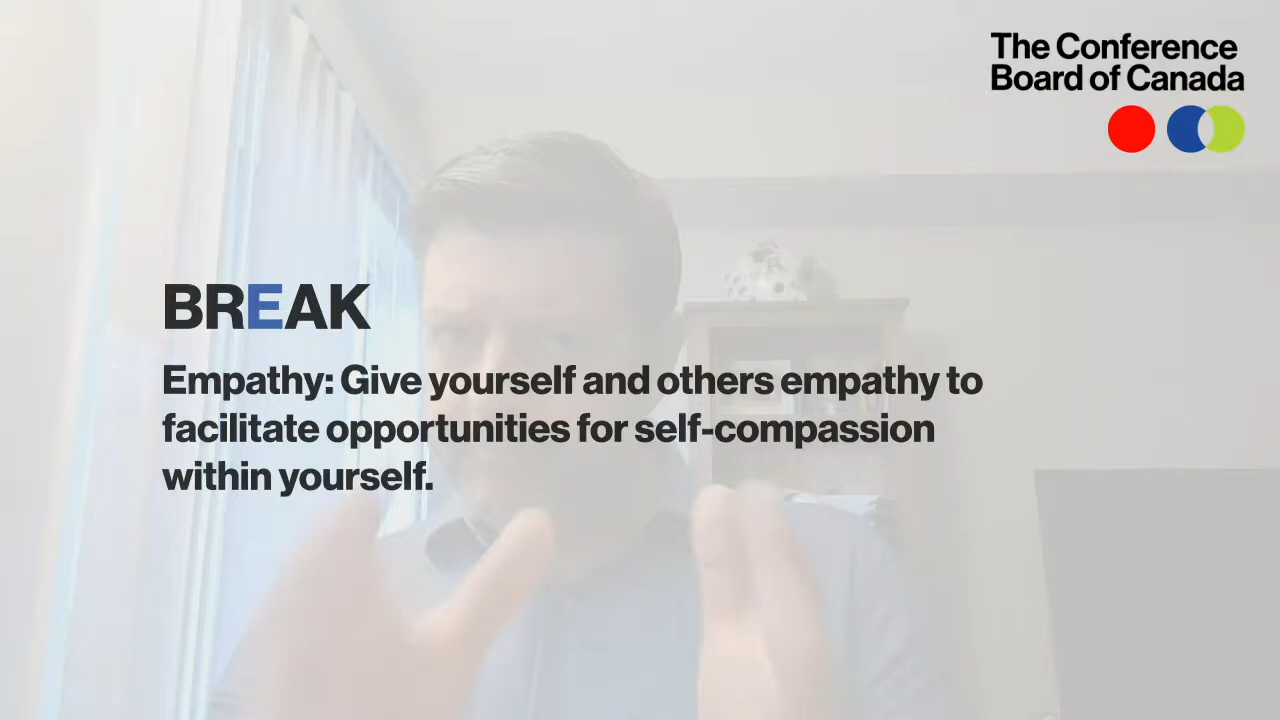 The Conference
Board of Canada
BREAK
Empathy: Give yourself and others empathy to
facilitate opportunities for self-compassion
within yourself.